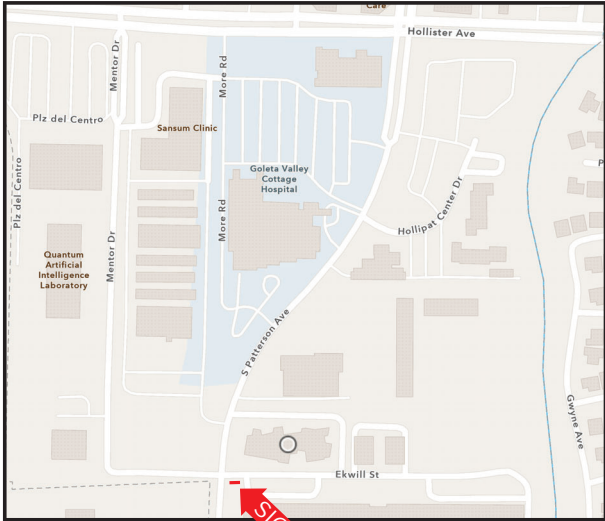 Care
Hollister Ave
Mentor Dr
More Rd
Plz del Centro
Sansum Clinic
Plz del Centro
Goleta Valley
Cottage
Hospital
More Rd
Hollipat Center Dr
Mentor Dr
Quantum
Artificial
Intelligence
Laboratory
S Patterson Ave
Gwyne Ave
Ekwill St